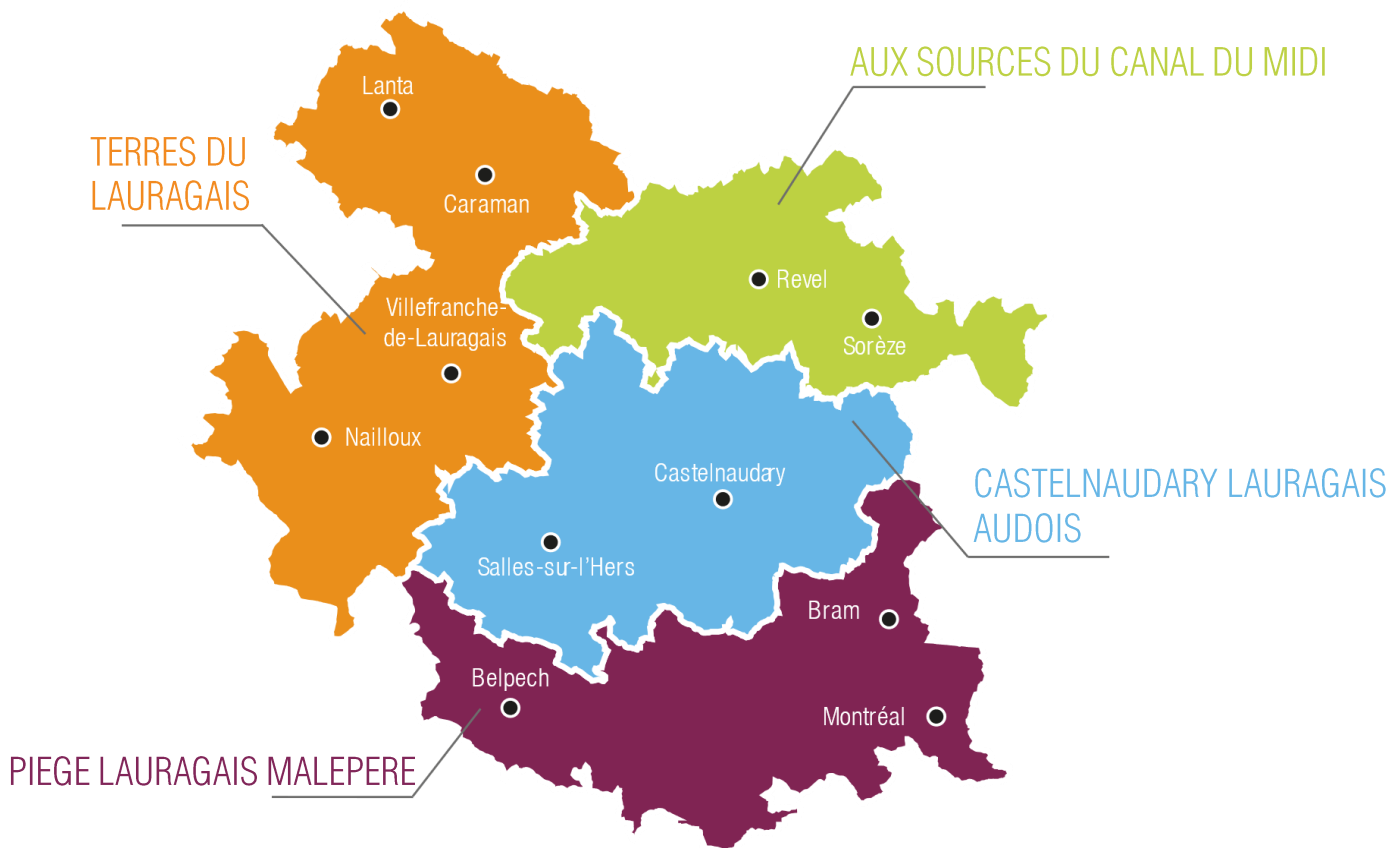 AUX SOURCES DU CANAL DU MIDI
Lanta
TERRES DU
LAURAGAIS
Caraman
Revel
Villefranche-
de-Lauragais
Sorèze
Nailloux
Castelnaudary
CASTELNAUDARY LAURAGAIS
AUDOIS
Salles-sur-l'Hers
Bram
Belpech
Montréal
PIEGE LAURAGAIS MALEPERE